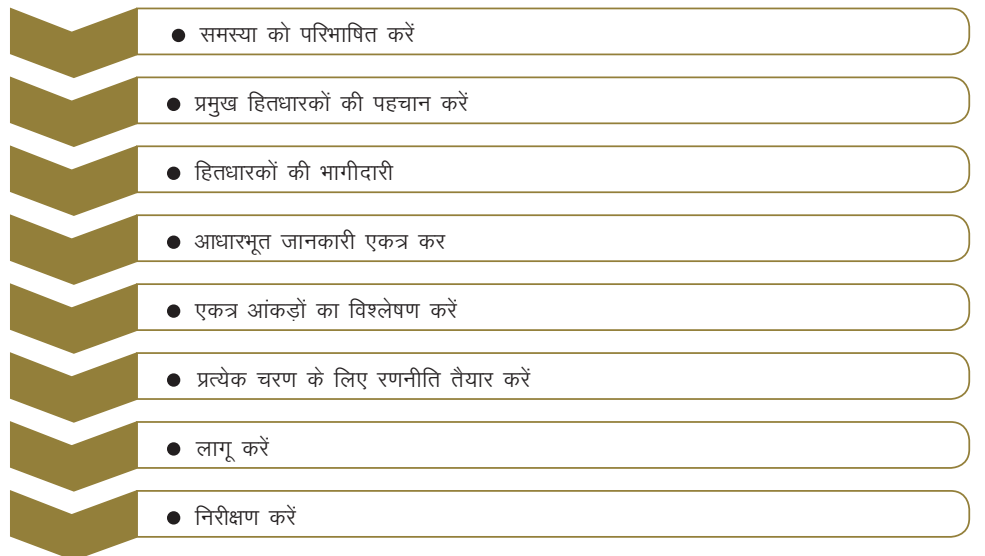 ● समस्या को परिभाषित करें
● प्रमुख हितधारकों की पहचान करें
● हितधारकों की भागीदारी
● आधारभूत जानकारी एकत्र कर
● एकत्र आंकड़ों का विश्लेषण करें
● प्रत्येक चरण के लिए रणनीति तैयार करें
● लागू करें
● निरीक्षण करें